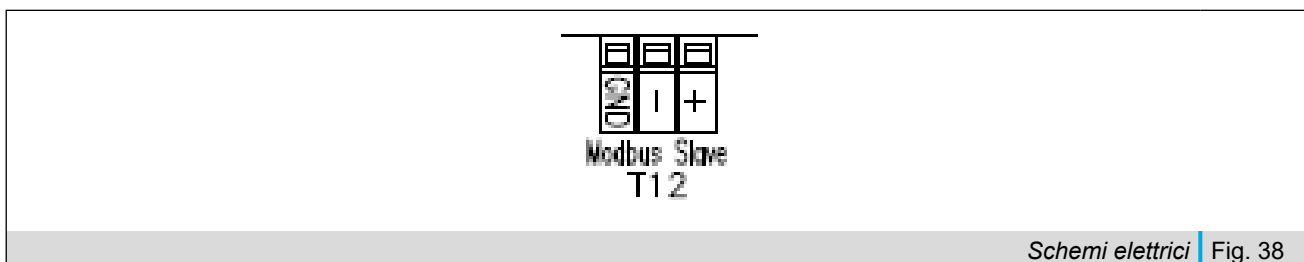 GND - +
Modbus Slave
T12
Schemi elettrici Fig. 38